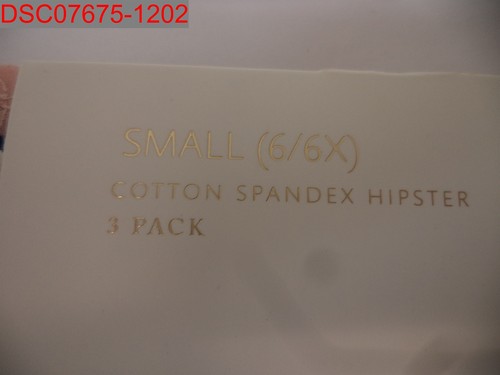 DSC07675-1202
SMALL (6/6X)
COTTON SPANDEX HIPSTER
3 PACK